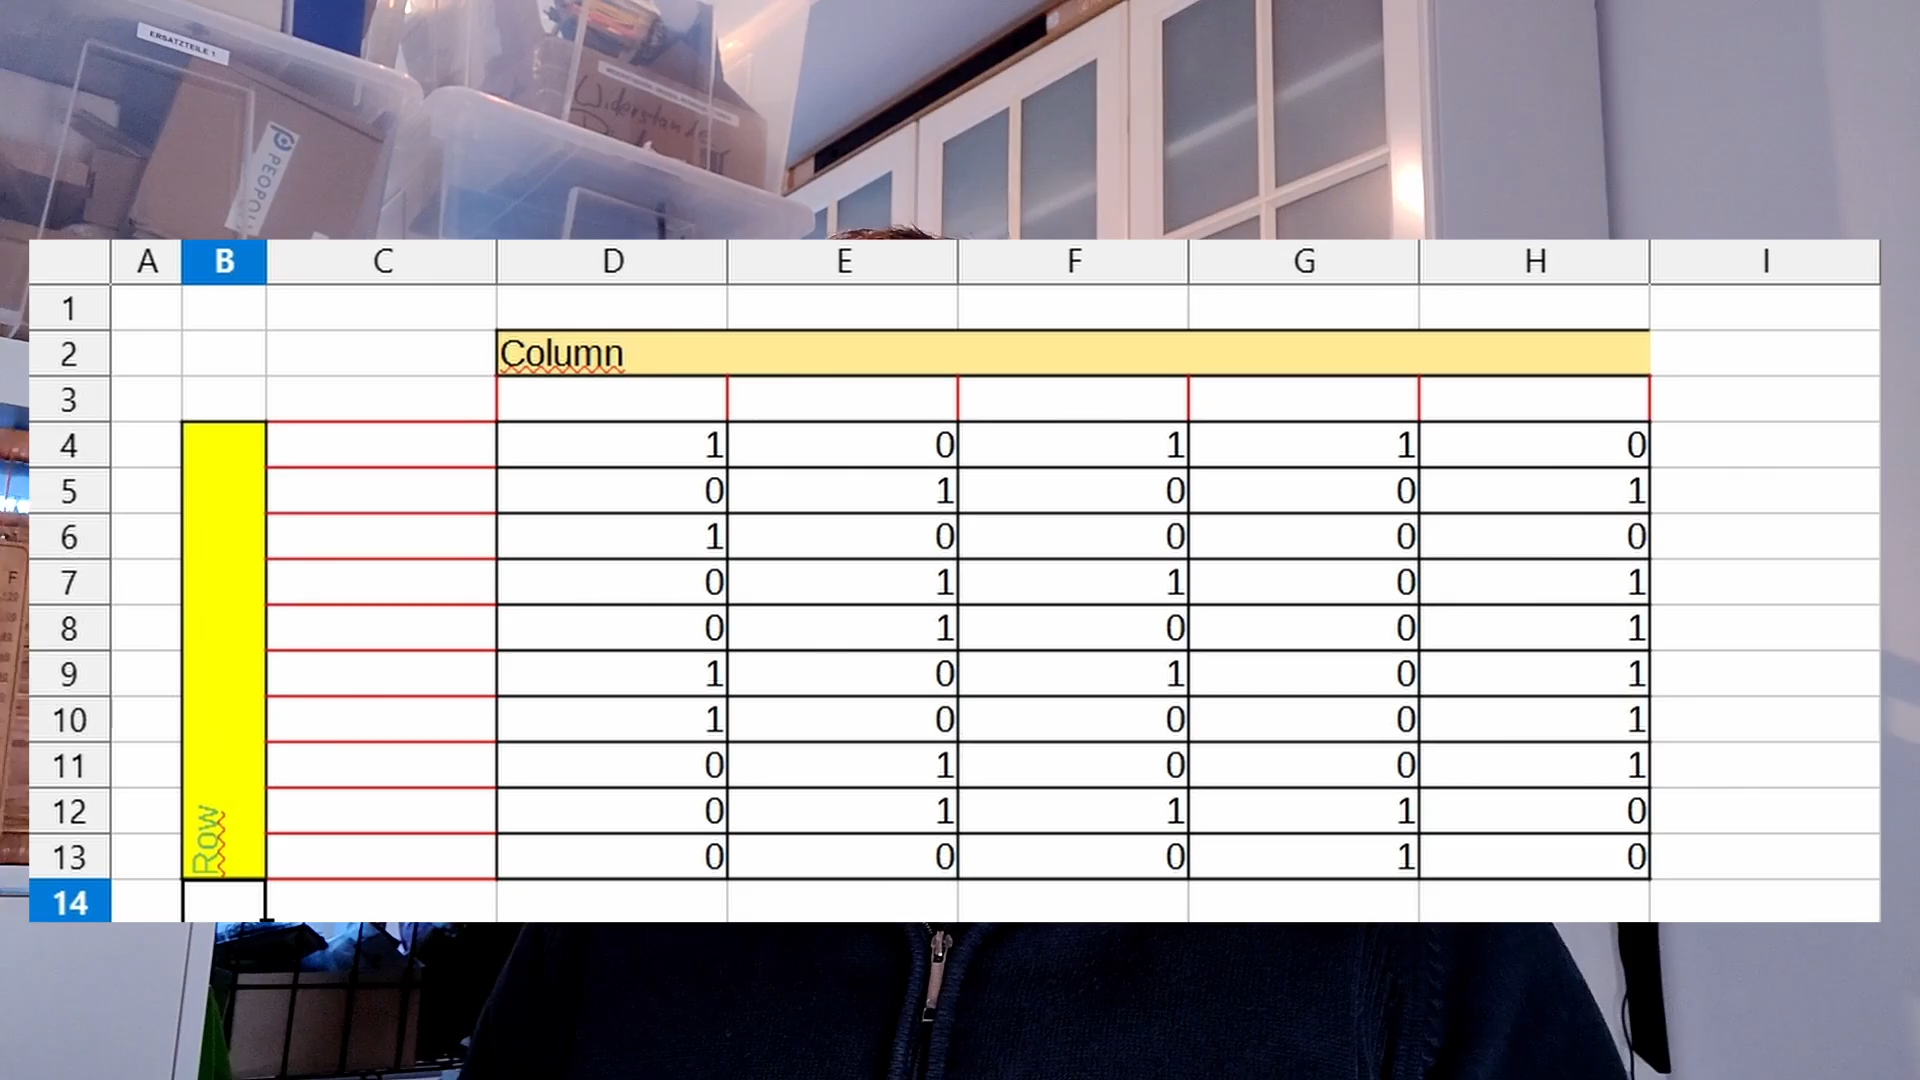 ERSATZTEILE 1
PEOPOL
Widerstände
A B C D E F G H I
1
2 Column
3
4 1 0 1 1 0
5 0 1 0 0 1
6 1 0 0 0 0
7 0 1 1 0 1
8 0 1 0 0 1
9 1 0 1 0 1
10 1 0 0 0 1
11 0 1 0 0 1
12 0 1 1 1 0
13 0 0 0 1 0
Row
14
F